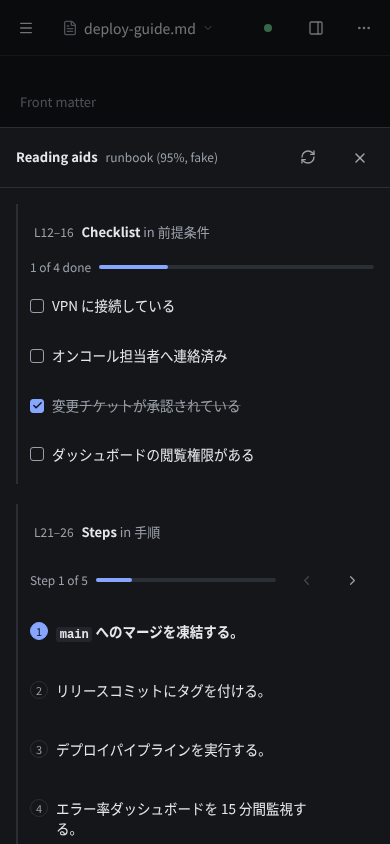 deploy-guide.md
Front matter
Reading aids runbook (95%, fake)
L12–16 Checklist in 前提条件
1 of 4 done
VPN に接続している
オンコール担当者へ連絡済み
変更チケットが承認されている
ダッシュボードの閲覧権限がある
L21–26 Steps in 手順
Step 1 of 5
1 main へのマージを凍結する。
2 リリースコミットにタグを付ける。
3 デプロイパイプラインを実行する。
4 エラー率ダッシュボードを 15 分間監視す
る。